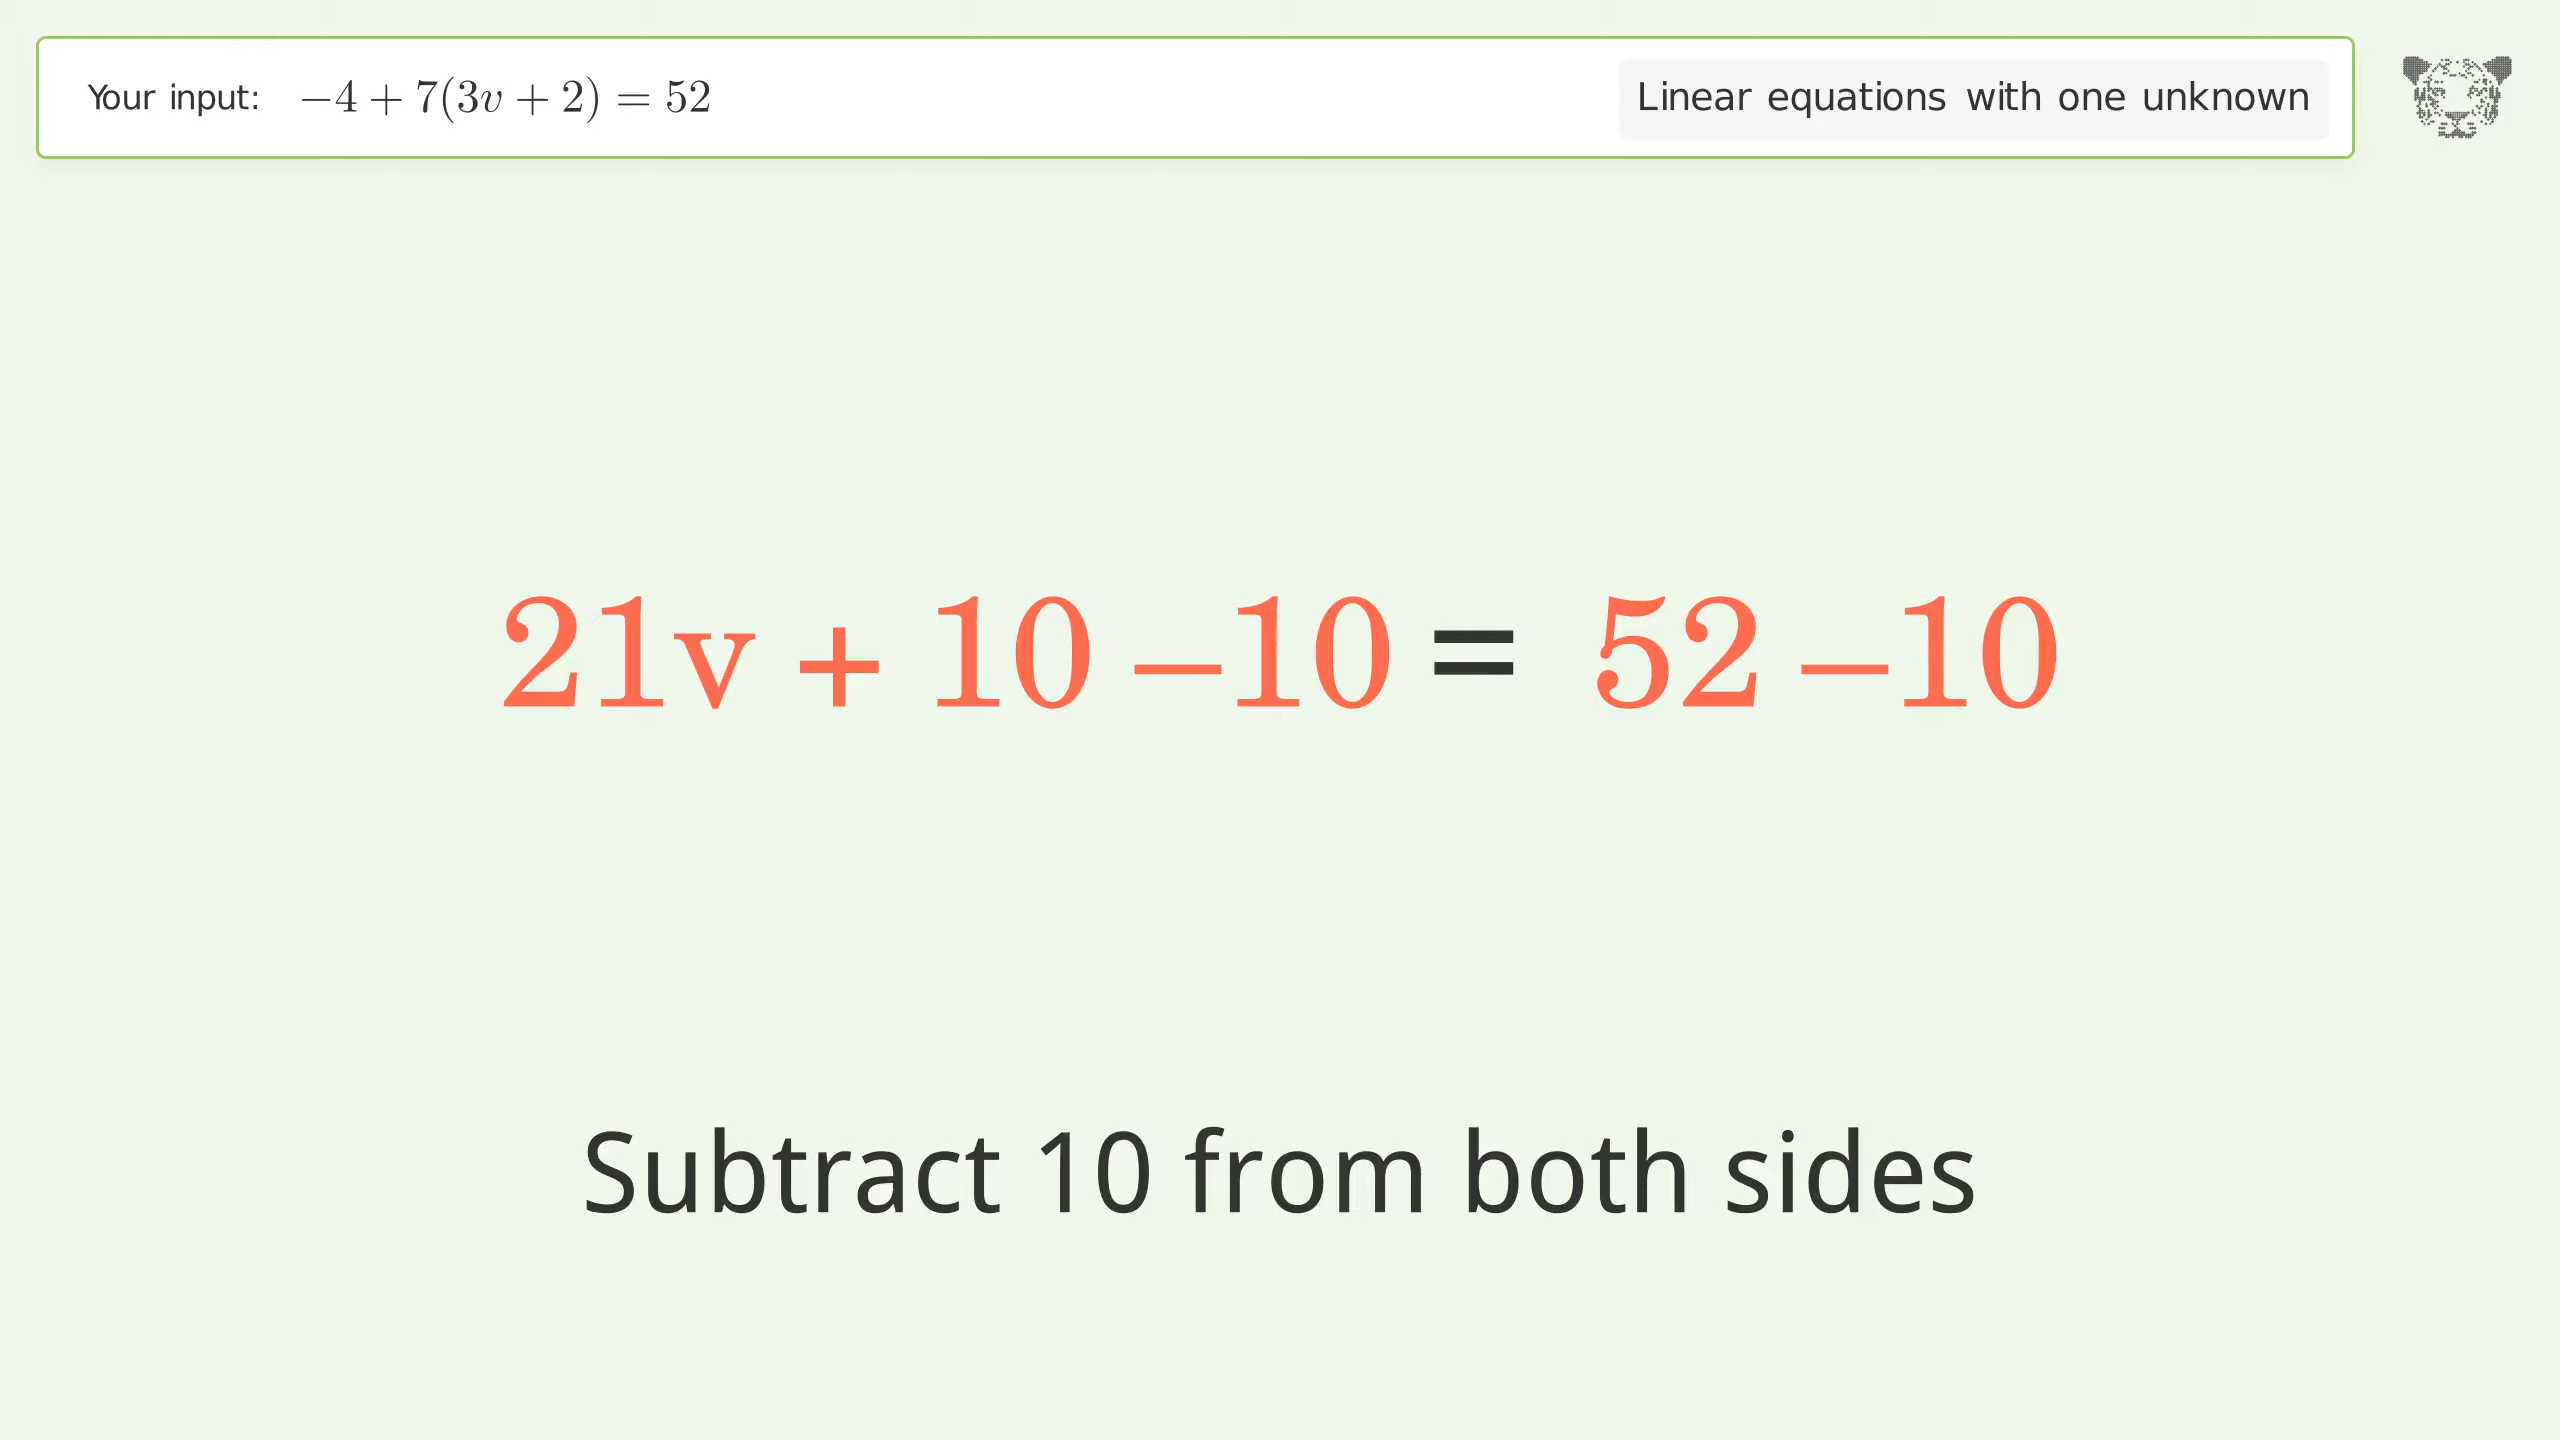 Your input: −4 + 7(3v + 2) = 52
Linear equations with one unknown
21v + 10 −10 = 52 −10
Subtract 10 from both sides